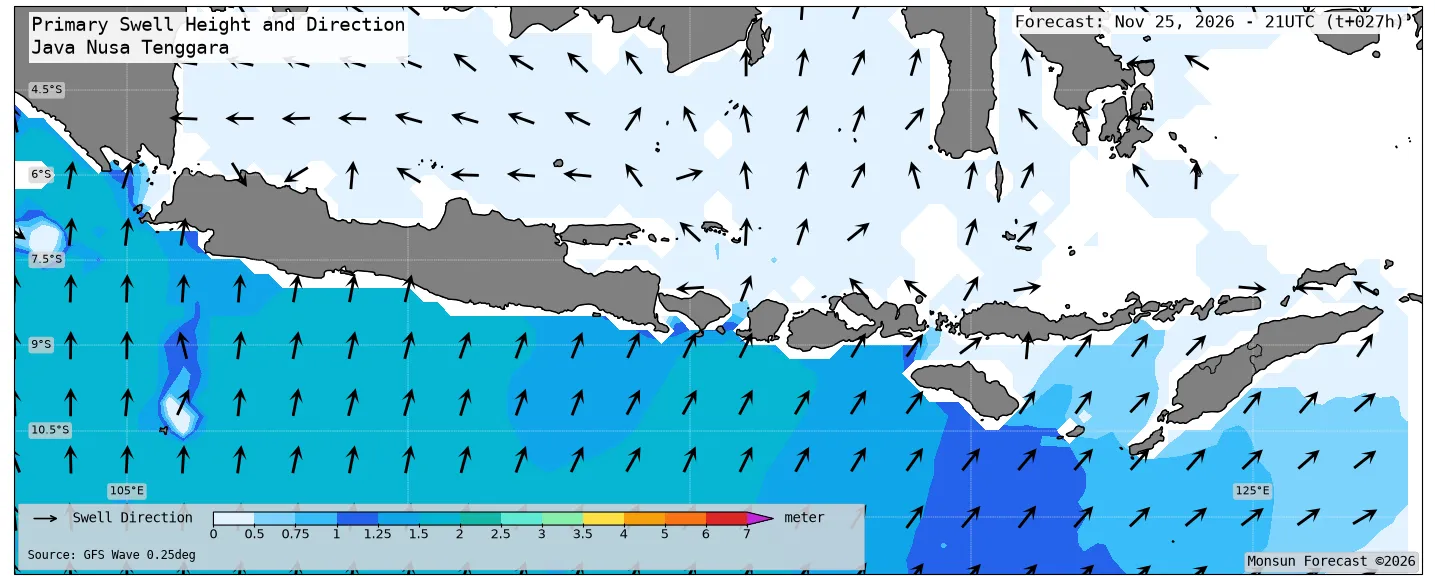 Primary Swell Height and Direction
Java Nusa Tenggara
Forecast: Nov 25, 2026 - 21UTC (t+027h)
4.5°S
6°S
7.5°S
9°S
10.5°S
105°E
125°E
Swell Direction
meter
0 0.5 0.75 1 1.25 1.5 2 2.5 3 3.5 4 5 6 7
Source: GFS Wave 0.25deg
Monsun Forecast ©2026